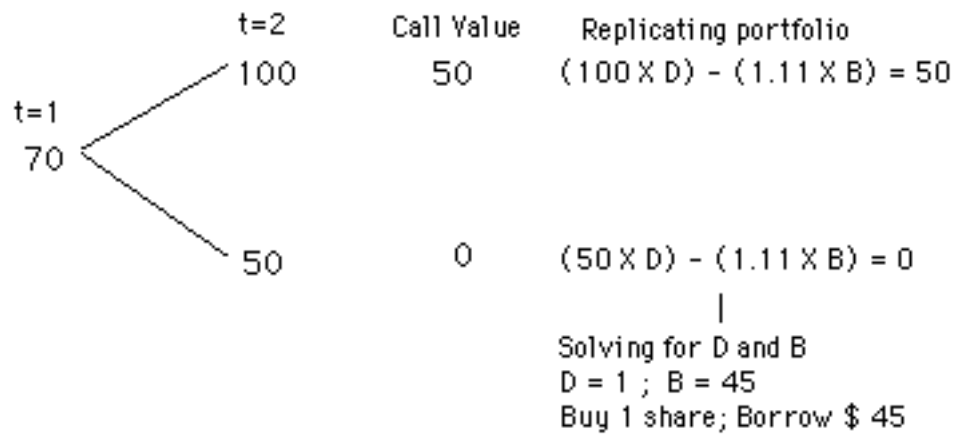 t=2 Call Value Replicating portfolio
100 50 (100 X D) - (1.11 X B) = 50
t=1
70
50 0 (50 X D) - (1.11 X B) = 0
Solving for D and B
D = 1 ; B = 45
Buy 1 share; Borrow $ 45